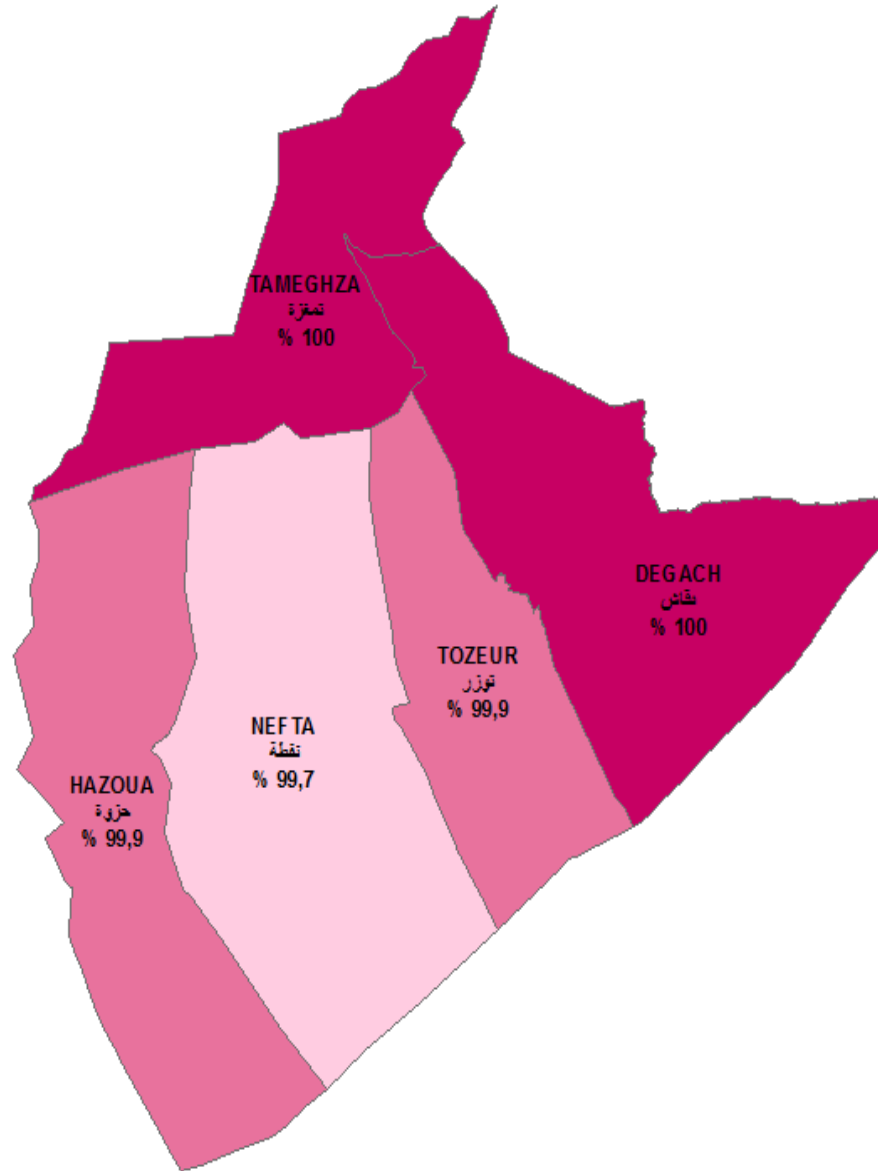 TAMEGHZA
تمغزة
% 100
DEGACH
دقاش
% 100
TOZEUR
توزر
% 99,9
NEFTA
نفطة
% 99,7
HAZOUA
حزوة
% 99,9